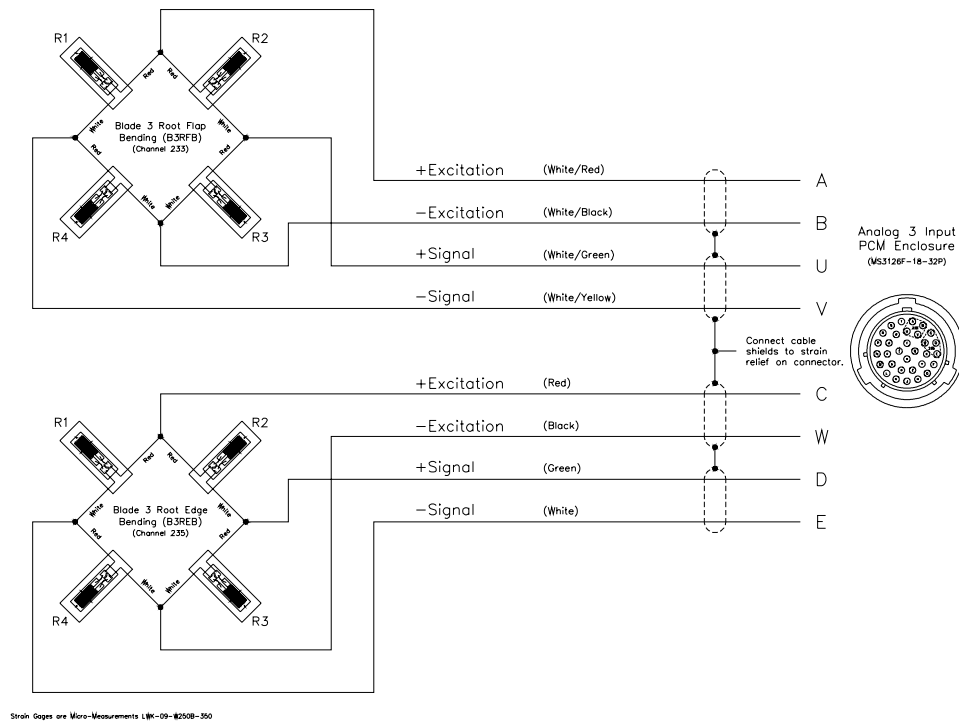 R1
R2
Red
Red
White
White
Blade 3 Root Flap
Bending (B3RFB)
(Channel 233)
Red
Red
White
White
R4
R3
+Excitation (White/Red) A
−Excitation (White/Black) B
+Signal (White/Green) U
−Signal (White/Yellow) V
Analog 3 Input
PCM Enclosure
(MS3126F-18-32P)
Connect cable
shields to strain
relief on connector.
+Excitation (Red) C
−Excitation (Black) W
+Signal (Green) D
−Signal (White) E
R1
R2
Red
Red
White
White
Blade 3 Root Edge
Bending (B3REB)
(Channel 235)
Red
Red
White
White
R4
R3
Strain Gages are Micro-Measurements LWK-09-W250B-350